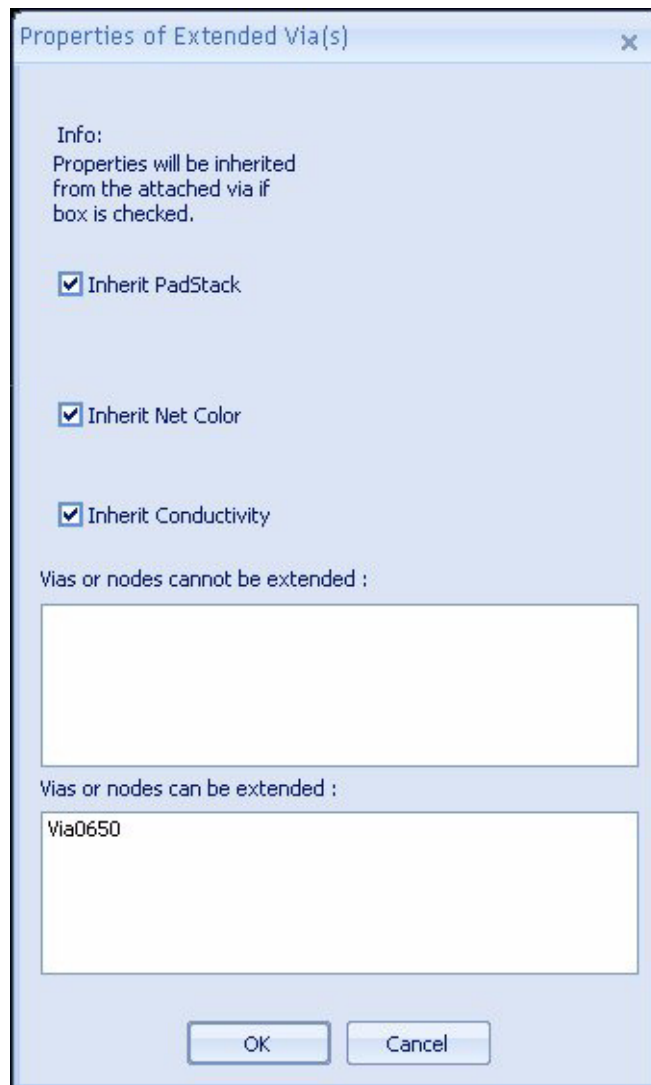 Properties of Extended Via(s)
Info:
Properties will be inherited
from the attached via if
box is checked.
Inherit PadStack
Inherit Net Color
Inherit Conductivity
Vias or nodes cannot be extended :
Vias or nodes can be extended :
Via0650
OK Cancel